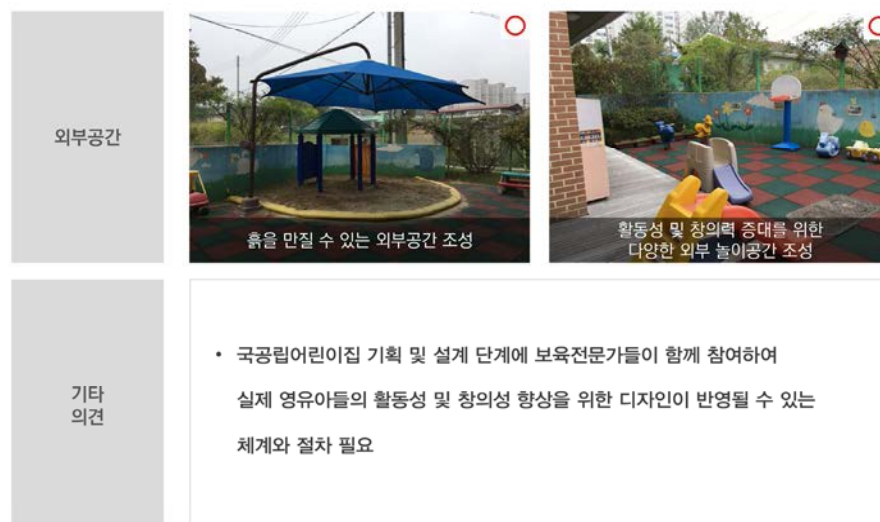 외부공간
흙을 만질 수 있는 외부공간 조성
활동성 및 창의력 증대를 위한
다양한 외부 놀이공간 조성
기타
의견
• 국공립어린이집 기획 및 설계 단계에 보육전문가들이 함께 참여하여
실제 영유아들의 활동성 및 창의성 향상을 위한 디자인이 반영될 수 있는
체계와 절차 필요